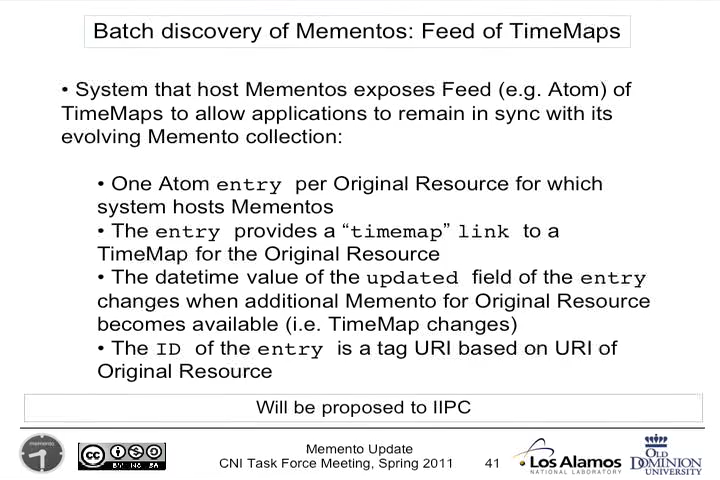 Batch discovery of Mementos: Feed of TimeMaps
• System that host Mementos exposes Feed (e.g. Atom) of
TimeMaps to allow applications to remain in sync with its
evolving Memento collection:
• One Atom entry per Original Resource for which
system hosts Mementos
• The entry provides a “timemap” link to a
TimeMap for the Original Resource
• The datetime value of the updated field of the entry
changes when additional Memento for Original Resource
becomes available (i.e. TimeMap changes)
• The ID of the entry is a tag URI based on URI of
Original Resource
Will be proposed to IIPC
memento
cc
BY NC SA
Memento Update
CNI Task Force Meeting, Spring 2011
41
Los Alamos
NATIONAL LABORATORY
OLD
DOMINION
UNIVERSITY